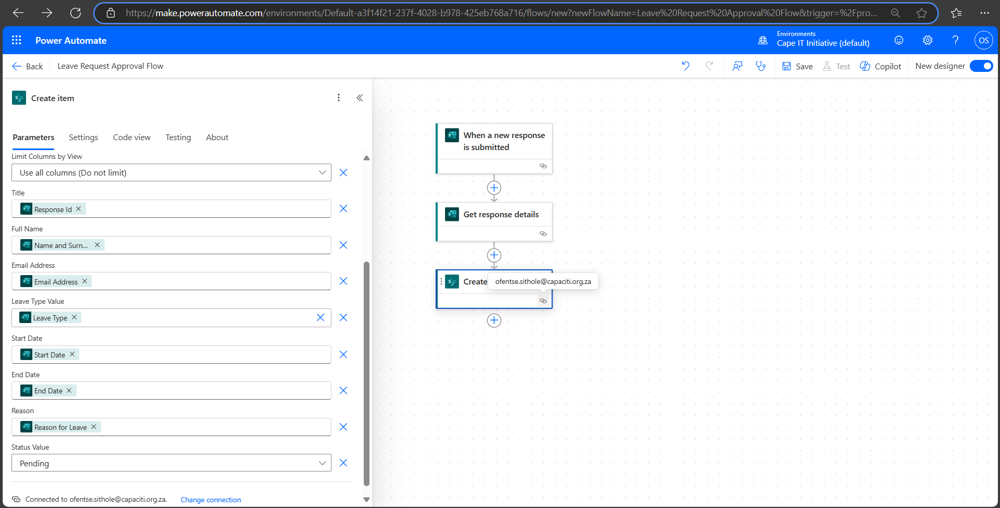 https://make.powerautomate.com/environments/Default-a3f14f21-237f-4028-b978-425eb768a716/flows/new?newFlowName=Leave%20Request%20Approval%20Flow&trigger=%2Fpro...
Power Automate
Environments
Cape IT Initiative (default)
?
OS
Back
Leave Request Approval Flow
Save
Test
Copilot
New designer
Create item
Parameters
Settings
Code view
Testing
About
Limit Columns by View
Use all columns (Do not limit)
Title
Response Id
Full Name
Name and Surn...
Email Address
Email Address
Leave Type Value
Leave Type
Start Date
Start Date
End Date
End Date
Reason
Reason for Leave
Status Value
Pending
Connected to ofentse.sithole@capaciti.org.za.
Change connection
When a new response
is submitted
Get response details
Create
ofentse.sithole@capaciti.org.za